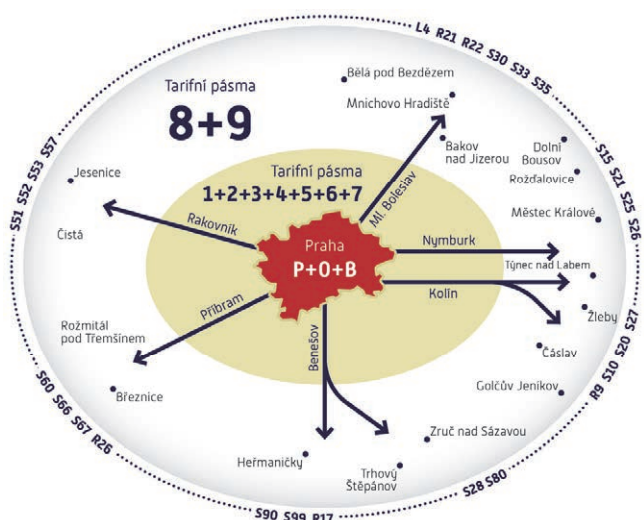 L4 R21 R22 S30 S33 S35
Bělá pod Bezdězem
Tarifní pásma
8+9
Mnichovo Hradiště
S15 S21 S25 S26
Bakov
nad Jizerou
Dolní
Bousov
Rožďalovice
Tarifní pásma
1+2+3+4+5+6+7
Ml. Boleslav
S51 S52 S53 S57
Jesenice
Městec Králové
Rakovník
Čistá
Praha
P+0+B
Nymburk
Týnec nad Labem
Kolín
Příbram
Žleby
Rožmitál
pod Třemšínem
Benešov
Čáslav
R9 S10 S20 S27
Březnice
Golčův Jeníkov
S60 S66 S67 R26
Zruč nad Sázavou
Heřmaničky
Trhový
Štěpánov
S28 S80
S90 S99 R17